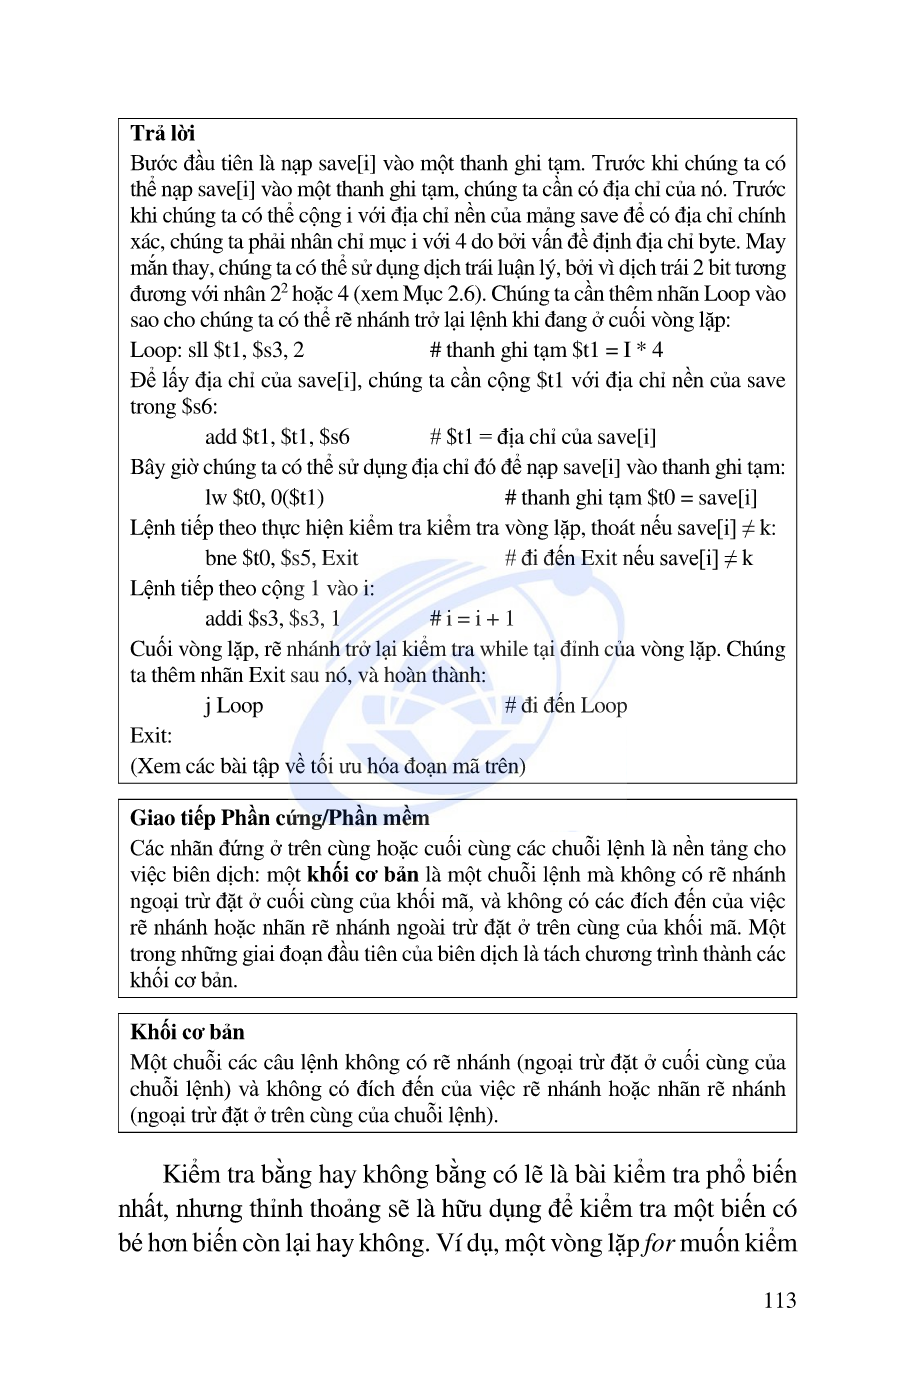 Trả lời
Bước đầu tiên là nạp save[i] vào một thanh ghi tạm. Trước khi chúng ta có
thể nạp save[i] vào một thanh ghi tạm, chúng ta cần có địa chỉ của nó. Trước
khi chúng ta có thể cộng i với địa chỉ nền của mảng save để có địa chỉ chính
xác, chúng ta phải nhân chỉ mục i với 4 do bởi vấn đề định địa chỉ byte. May
mắn thay, chúng ta có thể sử dụng dịch trái luận lý, bởi vì dịch trái 2 bit tương
đương với nhân 2² hoặc 4 (xem Mục 2.6). Chúng ta cần thêm nhãn Loop vào
sao cho chúng ta có thể rẽ nhánh trở lại lệnh khi đang ở cuối vòng lặp:
Loop: sll $t1, $s3, 2 # thanh ghi tạm $t1 = I * 4
Để lấy địa chỉ của save[i], chúng ta cần cộng $t1 với địa chỉ nền của save
trong $s6:
add $t1, $t1, $s6 # $t1 = địa chỉ của save[i]
Bây giờ chúng ta có thể sử dụng địa chỉ đó để nạp save[i] vào thanh ghi tạm:
lw $t0, 0($t1) # thanh ghi tạm $t0 = save[i]
Lệnh tiếp theo thực hiện kiểm tra kiểm tra vòng lặp, thoát nếu save[i] ≠ k:
bne $t0, $s5, Exit # đi đến Exit nếu save[i] ≠ k
Lệnh tiếp theo cộng 1 vào i:
addi $s3, $s3, 1 # i = i + 1
Cuối vòng lặp, rẽ nhánh trở lại kiểm tra while tại đỉnh của vòng lặp. Chúng
ta thêm nhãn Exit sau nó, và hoàn thành:
j Loop # đi đến Loop
Exit:
(Xem các bài tập về tối ưu hóa đoạn mã trên)
Giao tiếp Phần cứng/Phần mềm
Các nhãn đứng ở trên cùng hoặc cuối cùng các chuỗi lệnh là nền tảng cho
việc biên dịch: một khối cơ bản là một chuỗi lệnh mà không có rẽ nhánh
ngoại trừ đặt ở cuối cùng của khối mã, và không có các đích đến của việc
rẽ nhánh hoặc nhãn rẽ nhánh ngoài trừ đặt ở trên cùng của khối mã. Một
trong những giai đoạn đầu tiên của biên dịch là tách chương trình thành các
khối cơ bản.
Khối cơ bản
Một chuỗi các câu lệnh không có rẽ nhánh (ngoại trừ đặt ở cuối cùng của
chuỗi lệnh) và không có đích đến của việc rẽ nhánh hoặc nhãn rẽ nhánh
(ngoại trừ đặt ở trên cùng của chuỗi lệnh).
Kiểm tra bằng hay không bằng có lẽ là bài kiểm tra phổ biến
nhất, nhưng thỉnh thoảng sẽ là hữu dụng để kiểm tra một biến có
bé hơn biến còn lại hay không. Ví dụ, một vòng lặp for muốn kiểm
113